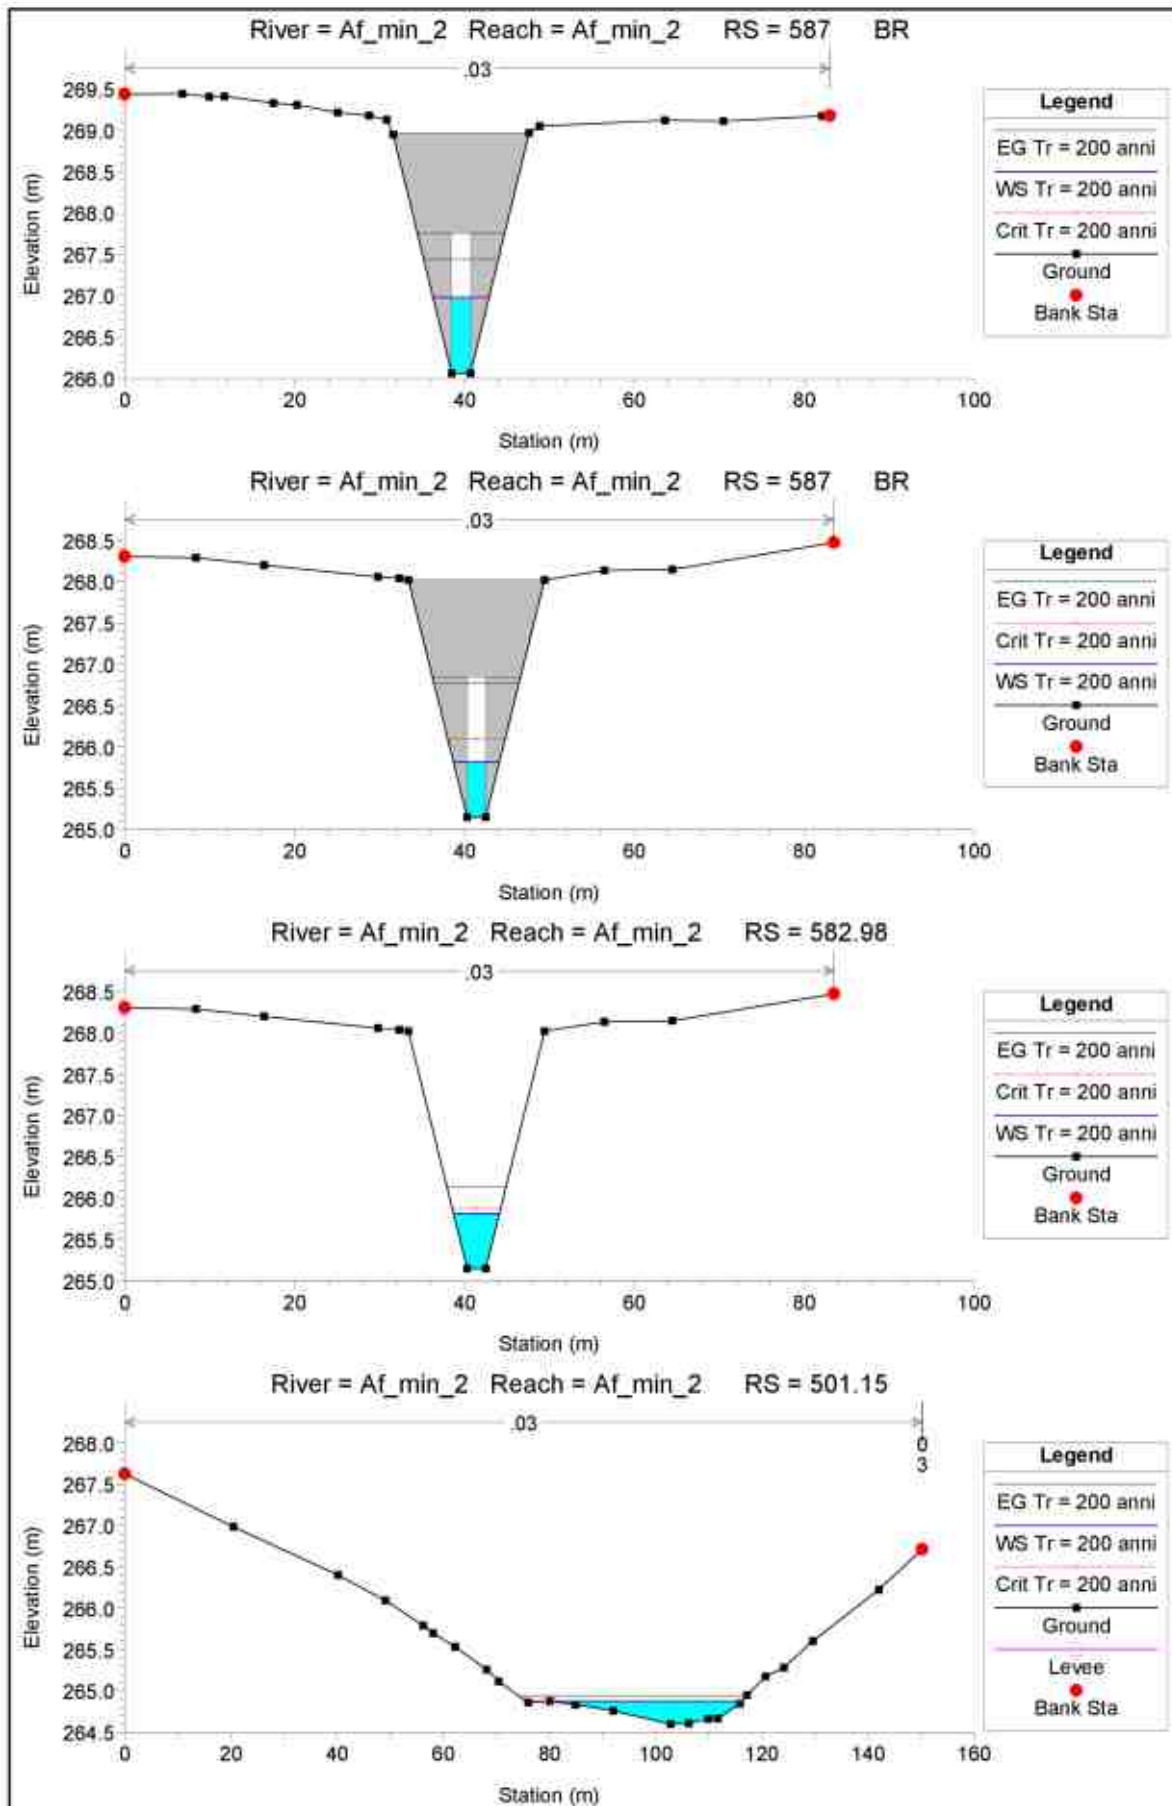 River = Af_min_2 Reach = Af_min_2 RS = 587 BR
.03
269.5
269.0
268.5
268.0
267.5
267.0
266.5
266.0
Elevation (m)
0 20 40 60 80 100
Station (m)
Legend
EG Tr = 200 anni
WS Tr = 200 anni
Crit Tr = 200 anni
Ground
Bank Sta
River = Af_min_2 Reach = Af_min_2 RS = 587 BR
.03
268.5
268.0
267.5
267.0
266.5
266.0
265.5
265.0
Elevation (m)
0 20 40 60 80 100
Station (m)
Legend
EG Tr = 200 anni
Crit Tr = 200 anni
WS Tr = 200 anni
Ground
Bank Sta
River = Af_min_2 Reach = Af_min_2 RS = 582.98
.03
268.5
268.0
267.5
267.0
266.5
266.0
265.5
265.0
Elevation (m)
0 20 40 60 80 100
Station (m)
Legend
EG Tr = 200 anni
Crit Tr = 200 anni
WS Tr = 200 anni
Ground
Bank Sta
River = Af_min_2 Reach = Af_min_2 RS = 501.15
.03
0
3
268.0
267.5
267.0
266.5
266.0
265.5
265.0
264.5
Elevation (m)
0 20 40 60 80 100 120 140 160
Station (m)
Legend
EG Tr = 200 anni
WS Tr = 200 anni
Crit Tr = 200 anni
Ground
Levee
Bank Sta